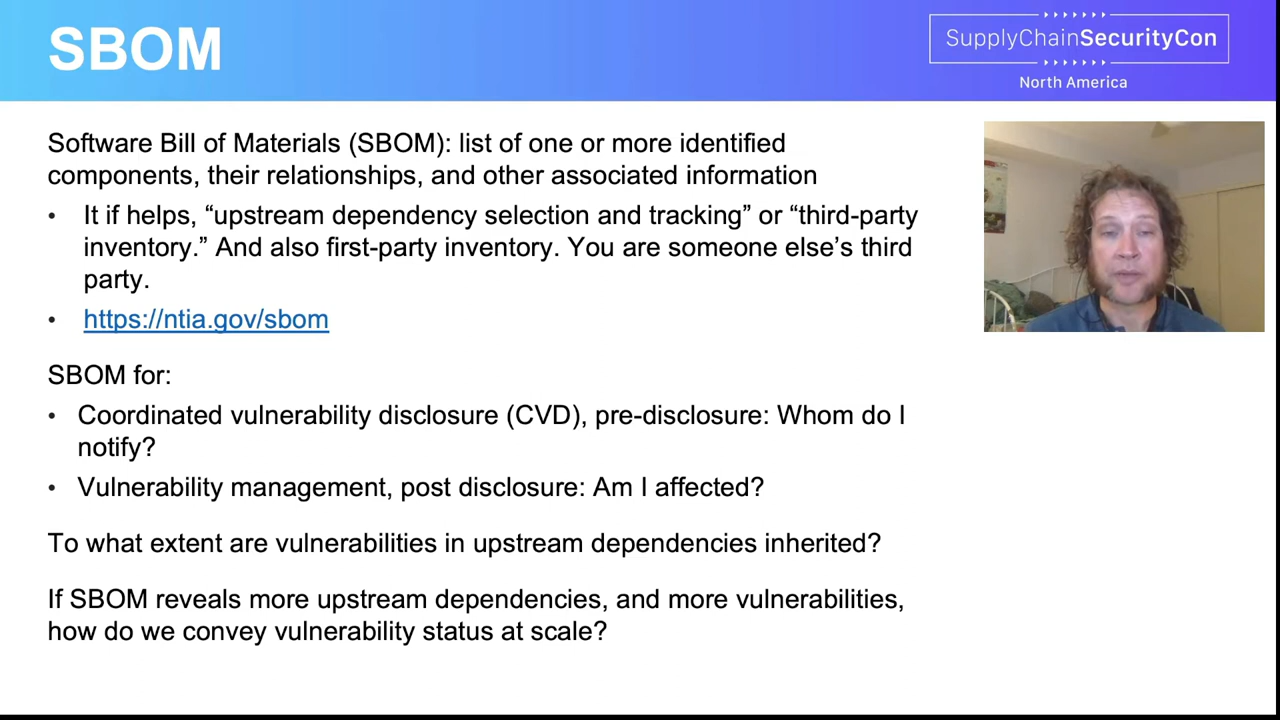 SBOM
SupplyChainSecurityCon
North America
Software Bill of Materials (SBOM): list of one or more identified
components, their relationships, and other associated information
• It if helps, “upstream dependency selection and tracking” or “third-party
inventory.” And also first-party inventory. You are someone else’s third
party.
• https://ntia.gov/sbom
SBOM for:
• Coordinated vulnerability disclosure (CVD), pre-disclosure: Whom do I
notify?
• Vulnerability management, post disclosure: Am I affected?
To what extent are vulnerabilities in upstream dependencies inherited?
If SBOM reveals more upstream dependencies, and more vulnerabilities,
how do we convey vulnerability status at scale?